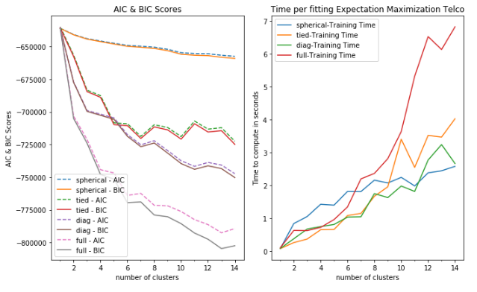 AIC & BIC Scores
AIC & BIC Scores
−650000
−675000
−700000
−725000
−750000
−775000
−800000
spherical - AIC
spherical - BIC
tied - AIC
tied - BIC
diag - AIC
diag - BIC
full - AIC
full - BIC
2 4 6 8 10 12 14
number of clusters
Time per fitting Expectation Maximization Telco
Time to compute in seconds
7
6
5
4
3
2
1
0
spherical-Training Time
tied-Training Time
diag-Training Time
full-Training Time
2 4 6 8 10 12 14
number of clusters